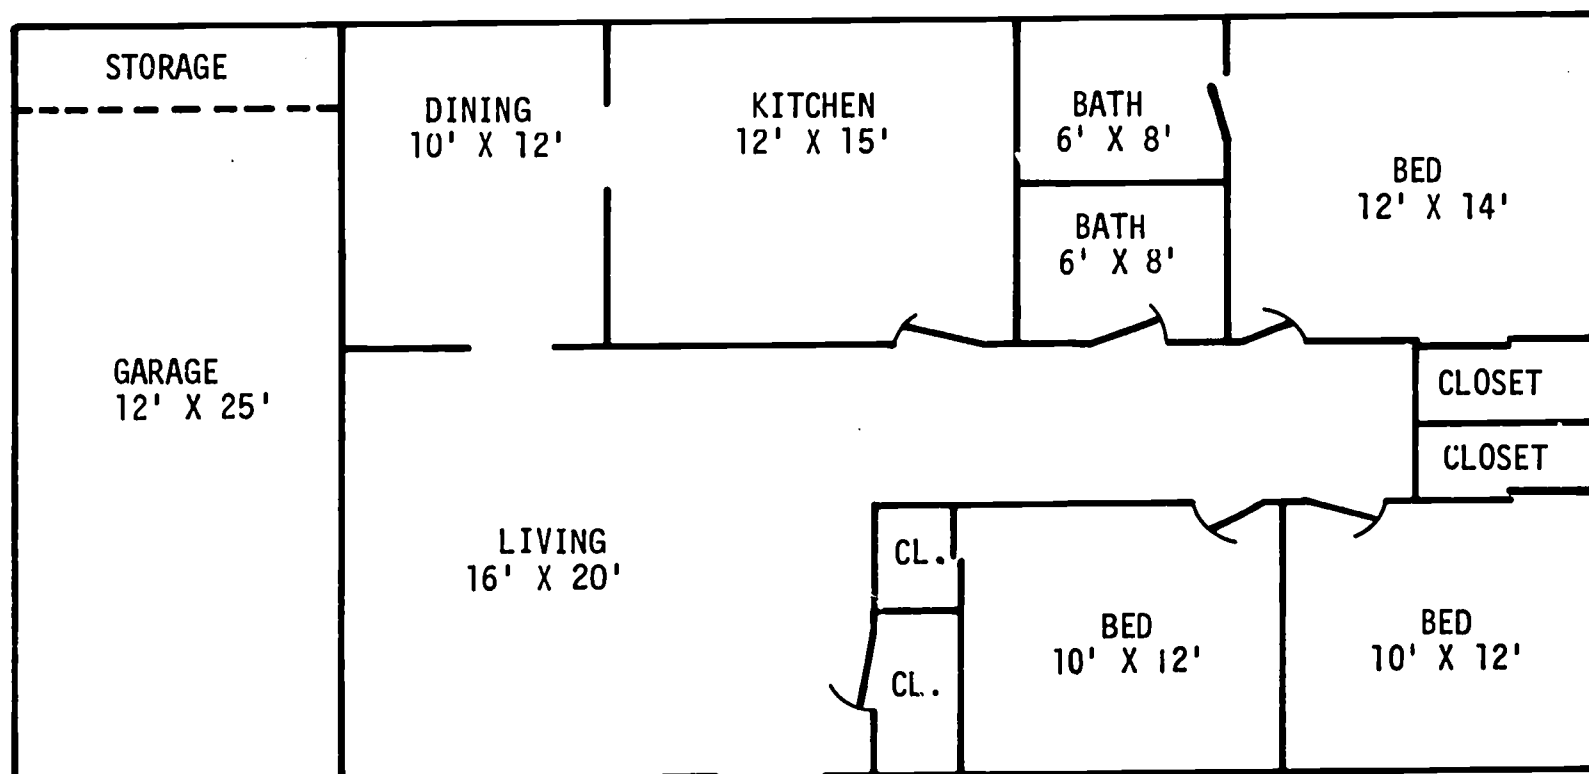 STORAGE
DINING
10' X 12'
KITCHEN
12' X 15'
BATH
6' X 8'
BED
12' X 14'
BATH
6' X 8'
GARAGE
12' X 25'
CLOSET
CLOSET
LIVING
16' X 20'
CL.
CL.
BED
10' X 12'
BED
10' X 12'